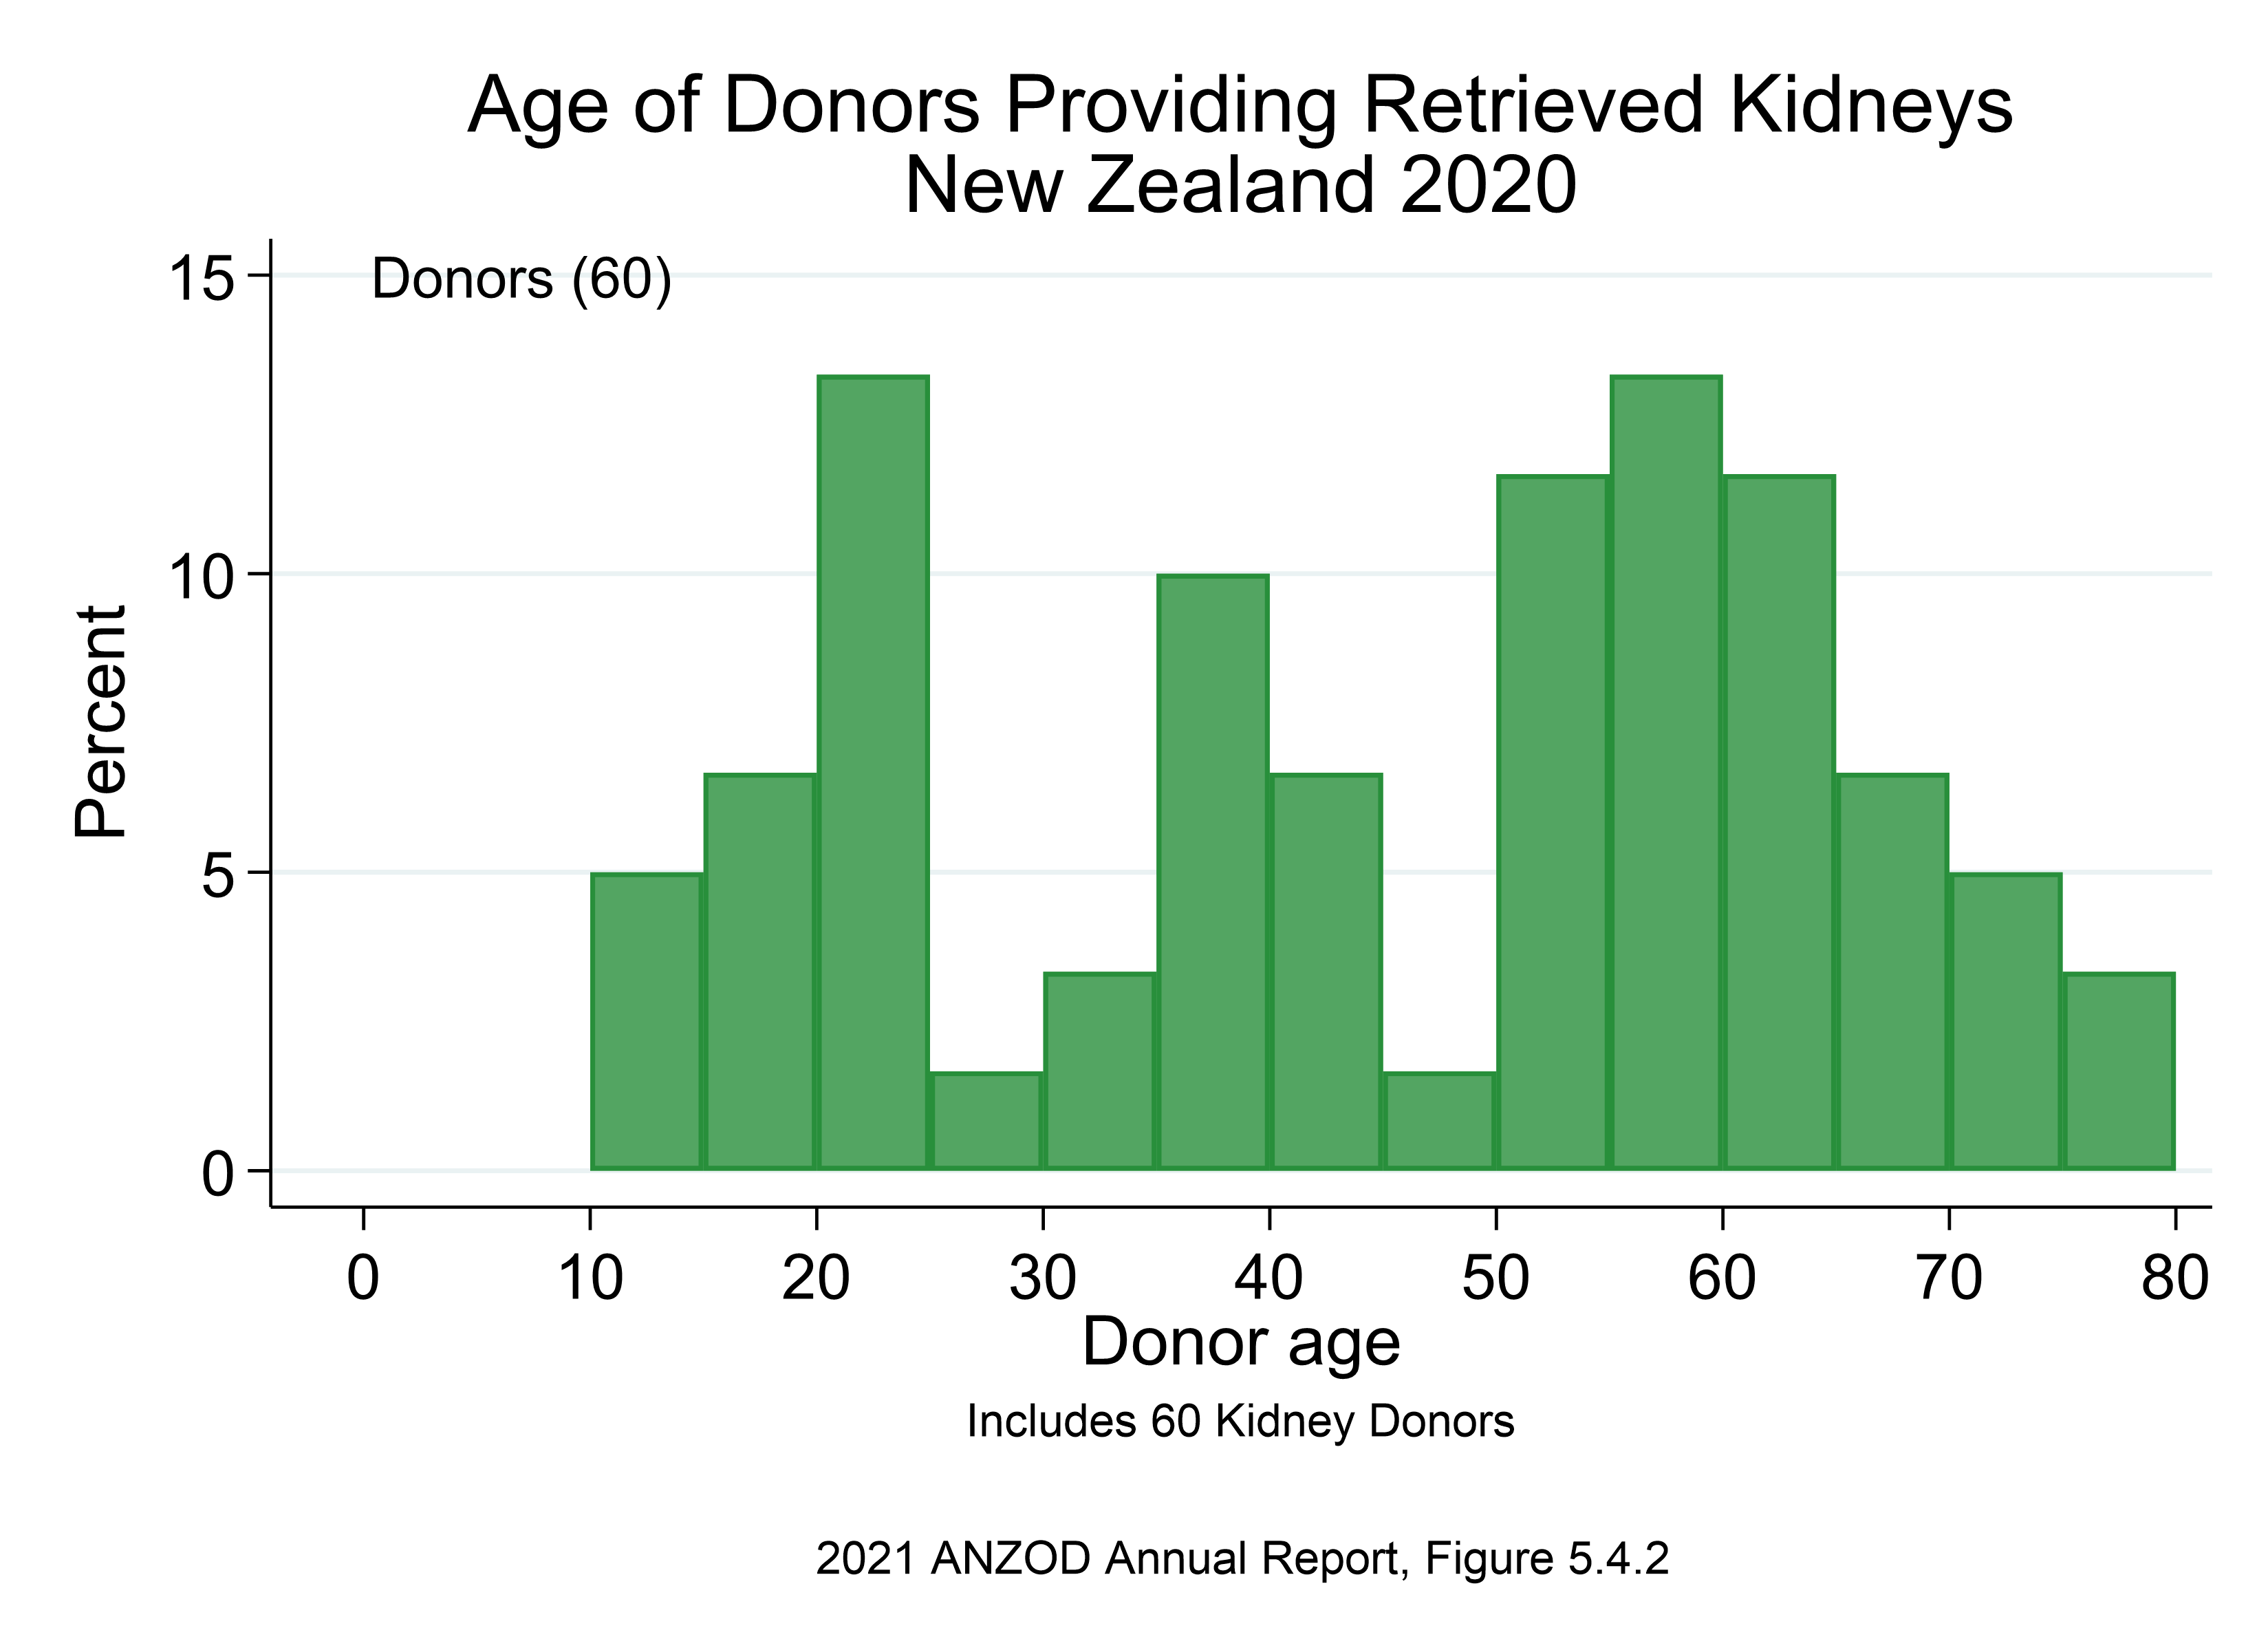 Age of Donors Providing Retrieved Kidneys
New Zealand 2020
Donors (60)
15
10
5
0
Percent
0 10 20 30 40 50 60 70 80
Donor age
Includes 60 Kidney Donors
2021 ANZOD Annual Report, Figure 5.4.2